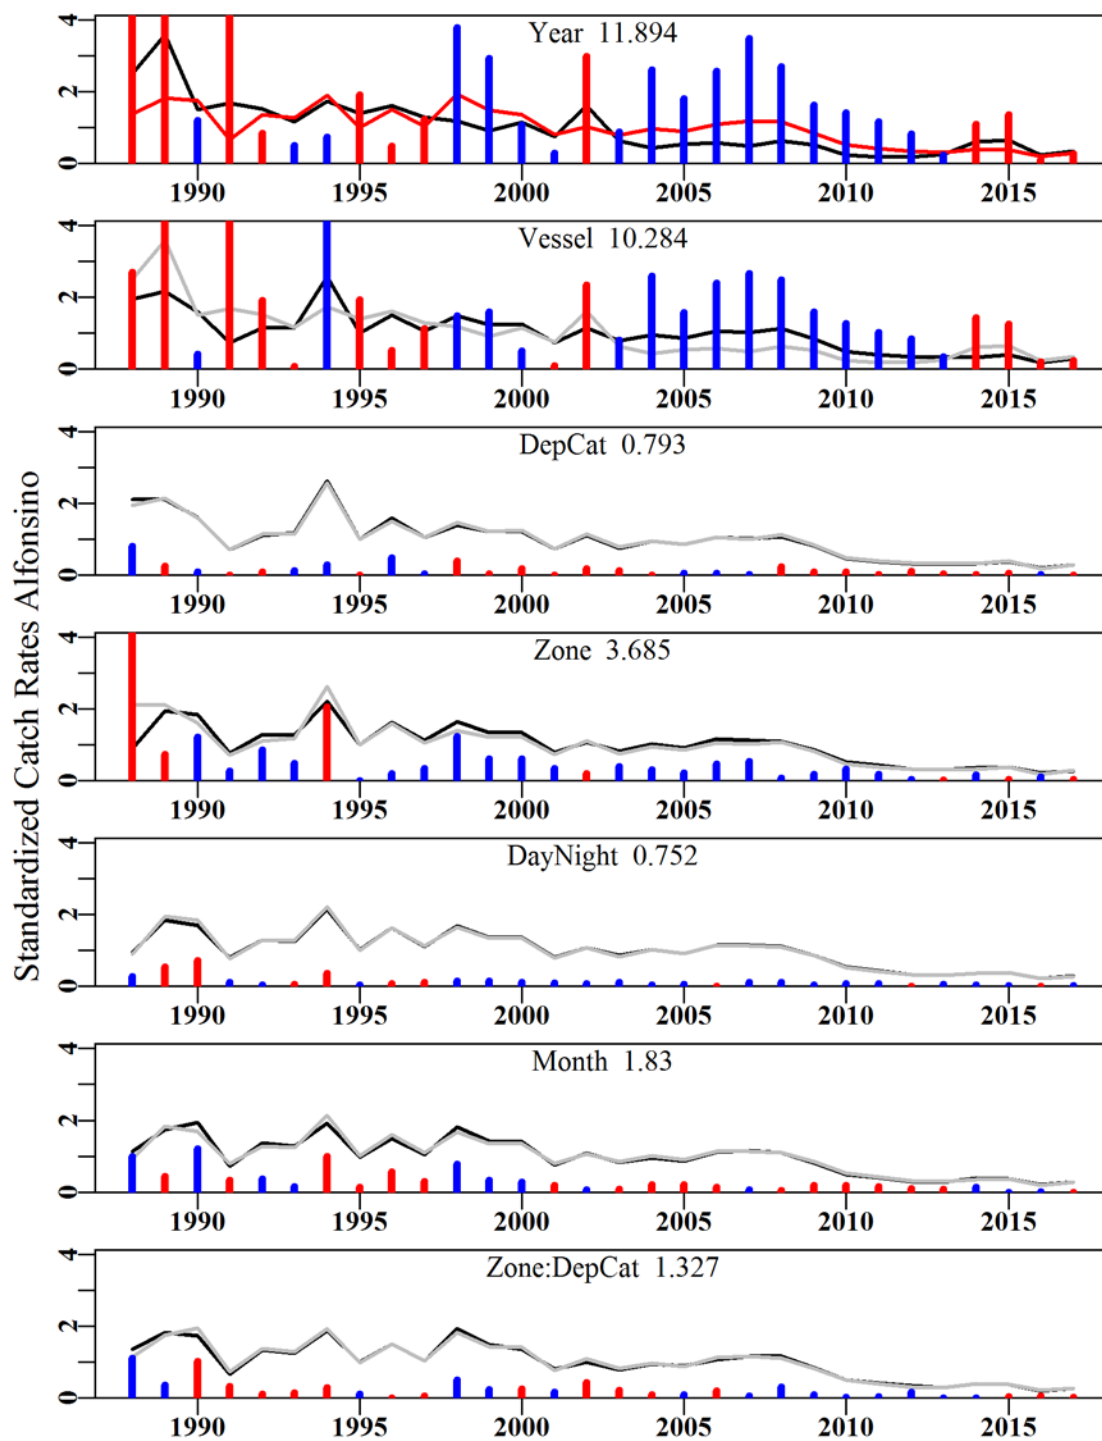 Standardized Catch Rates Alfonsino
Year 11.894
4
2
0
1990 1995 2000 2005 2010 2015
Vessel 10.284
4
2
0
1990 1995 2000 2005 2010 2015
DepCat 0.793
4
2
0
1990 1995 2000 2005 2010 2015
Zone 3.685
4
2
0
1990 1995 2000 2005 2010 2015
DayNight 0.752
4
2
0
1990 1995 2000 2005 2010 2015
Month 1.83
4
2
0
1990 1995 2000 2005 2010 2015
Zone:DepCat 1.327
4
2
0
1990 1995 2000 2005 2010 2015